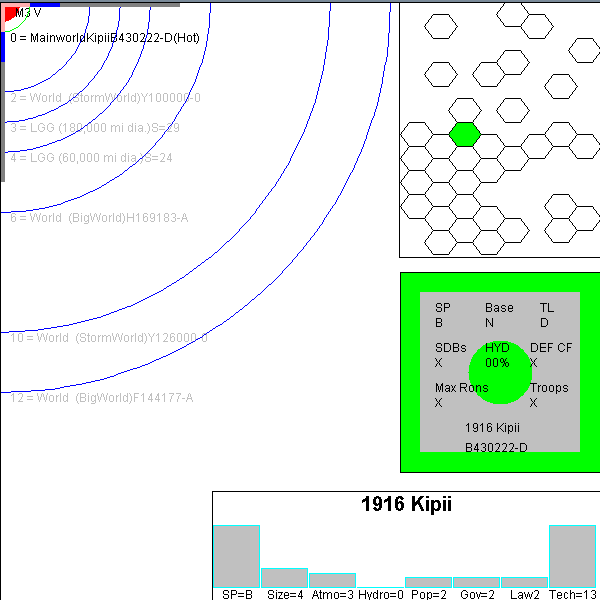 M3 V
0 = MainworldKipiiB430222-D(Hot)
2 = World  (StormWorld)Y100000-0
3 = LGG (180,000 mi dia.)S=29
4 = LGG (60,000 mi dia.)S=24
6 = World  (BigWorld)H169183-A
10 = World  (StormWorld)Y126000-0
12 = World  (BigWorld)F144177-A
SP Base TL
B N D
SDBs HYD DEF CF
X 00% X
Max Rons Troops
X X
1916 Kipii
B430222-D
1916 Kipii
SP=B Size=4 Atmo=3 Hydro=0 Pop=2 Gov=2 Law2 Tech=13